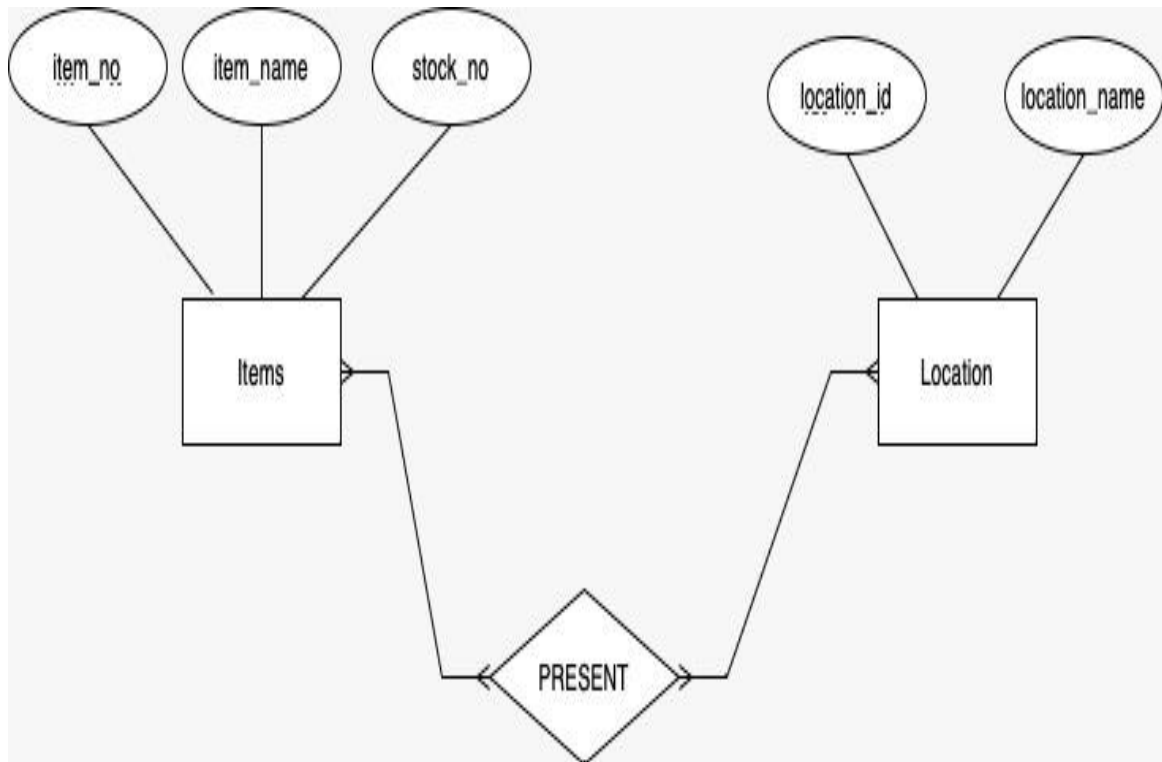 item_no
item_name
stock_no
location_id
location_name
Items
Location
PRESENT